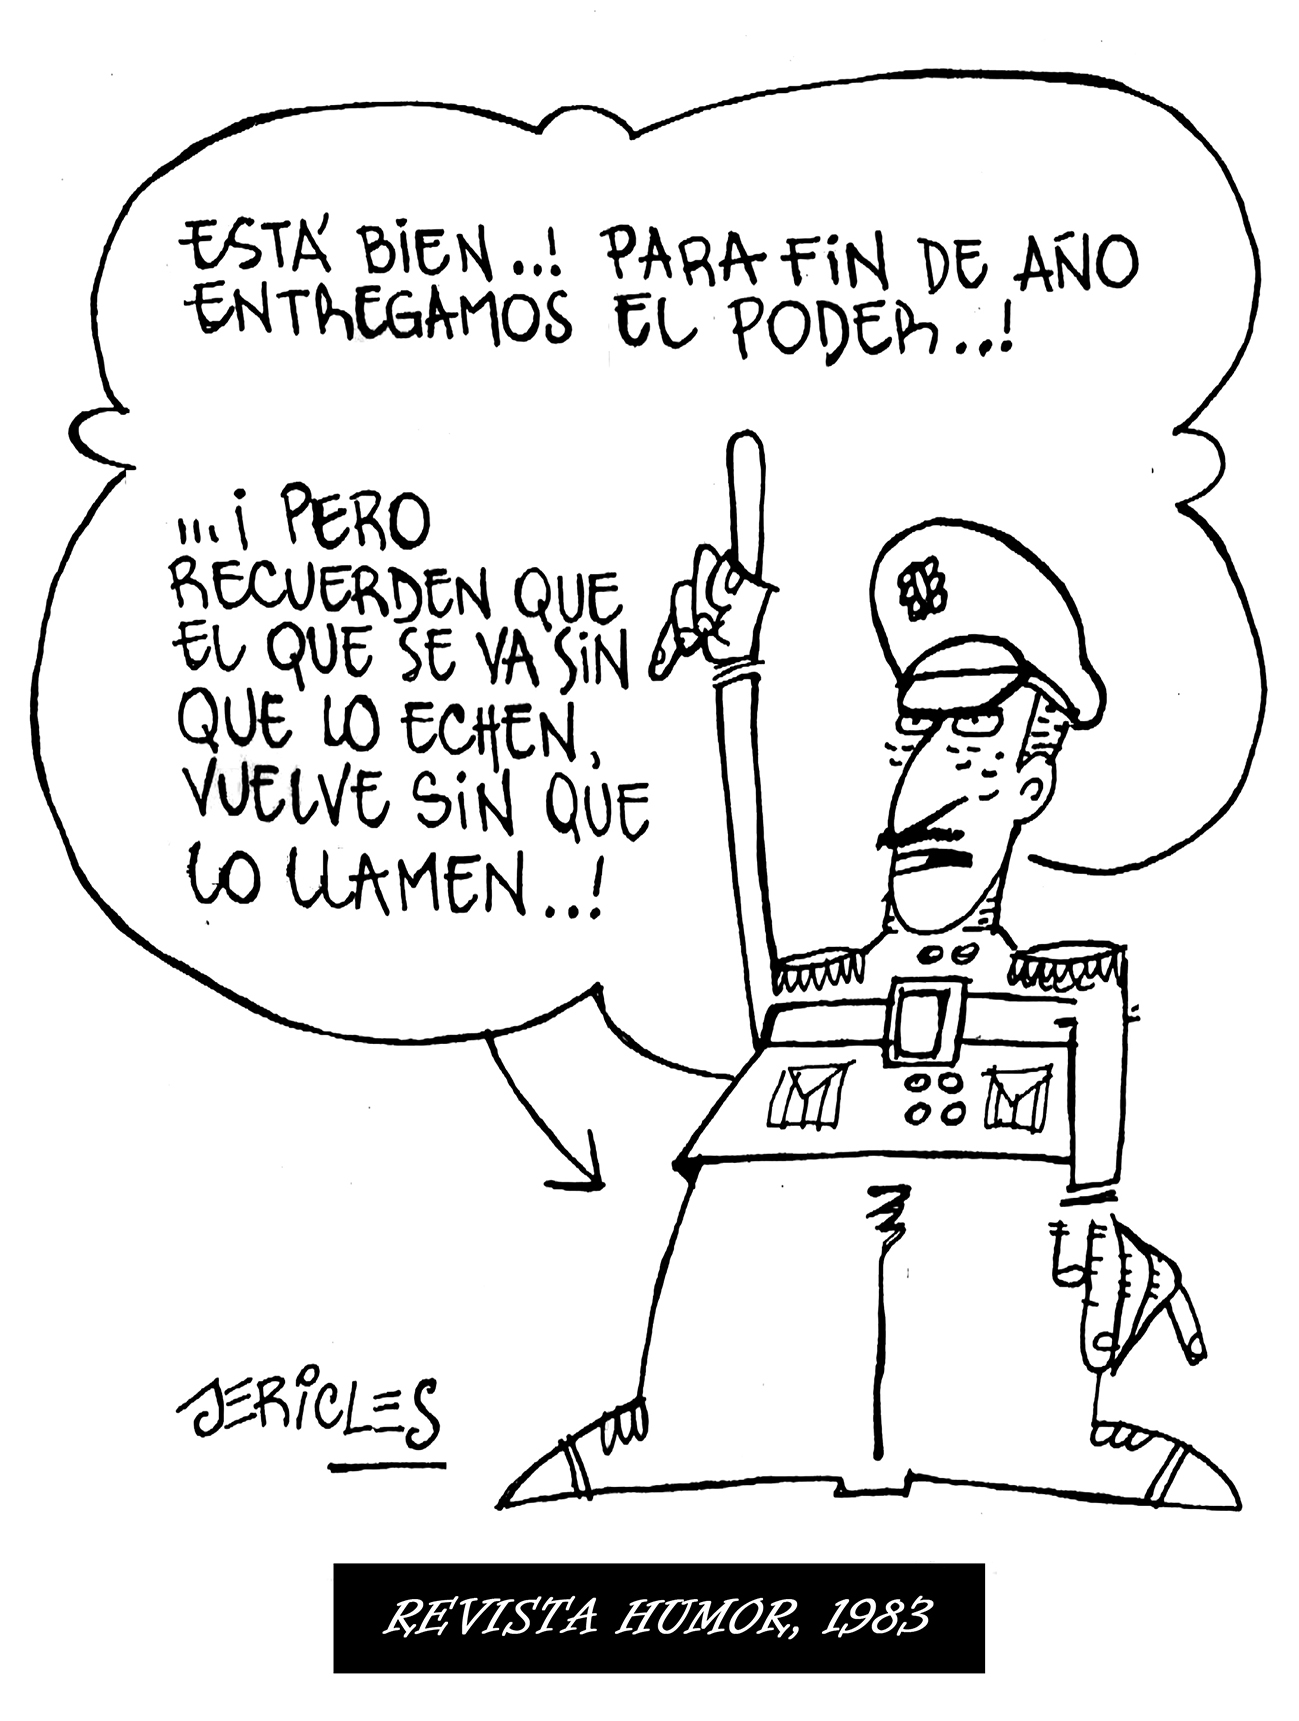 ESTÁ BiEN..! PARA FiN DE AÑO
ENTREGAMOS EL PODER..!
...¡ PERO
RECUERDEN QUE
EL QUE SE VA SiN
QUE LO ECHEN,
VUELVE SiN QUE
LO LLAMEN..!
JERiCLES
REVISTA HUMOR, 1983